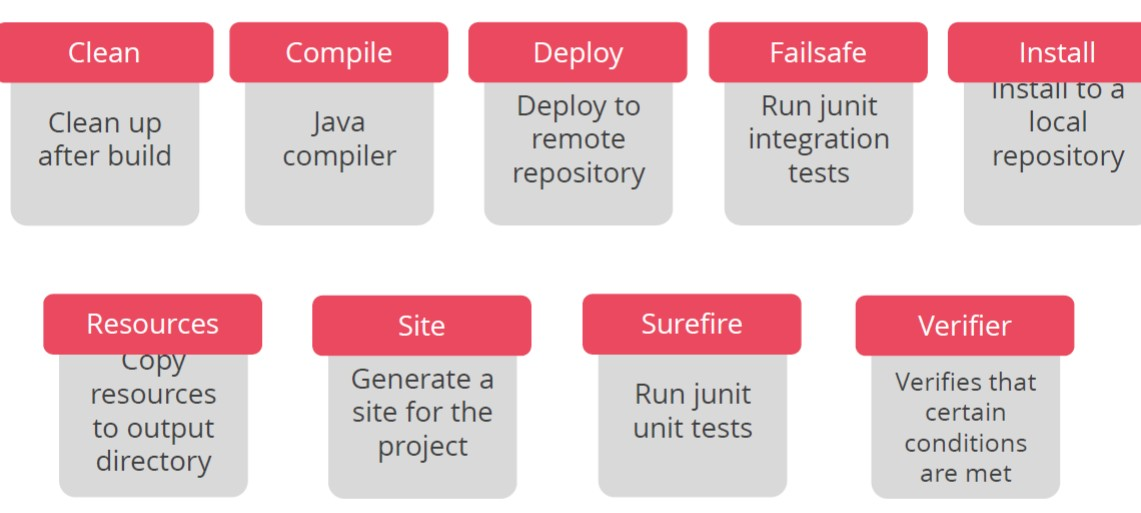 Clean
Clean up
after build
Compile
Java
compiler
Deploy
Deploy to
remote
repository
Failsafe
Run junit
integration
tests
Install
Install to a
local
repository
Resources
Copy
resources
to output
directory
Site
Generate a
site for the
project
Surefire
Run junit
unit tests
Verifier
Verifies that
certain
conditions
are met